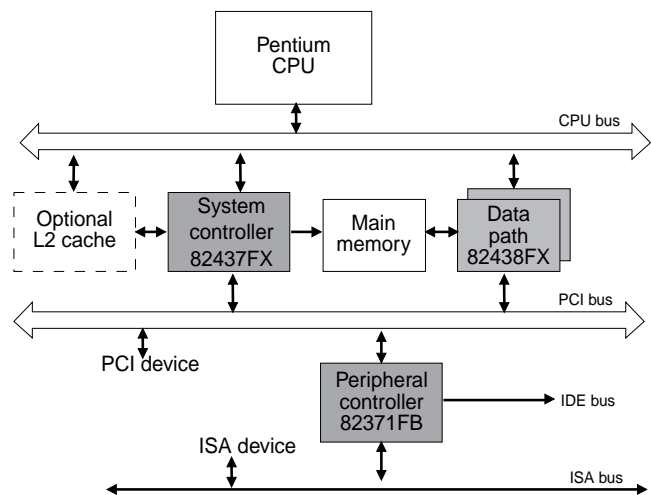 Pentium
CPU
CPU bus
Optional
L2 cache
System
controller
82437FX
Main
memory
Data
path
82438FX
PCI bus
PCI device
Peripheral
controller
82371FB
IDE bus
ISA device
ISA bus